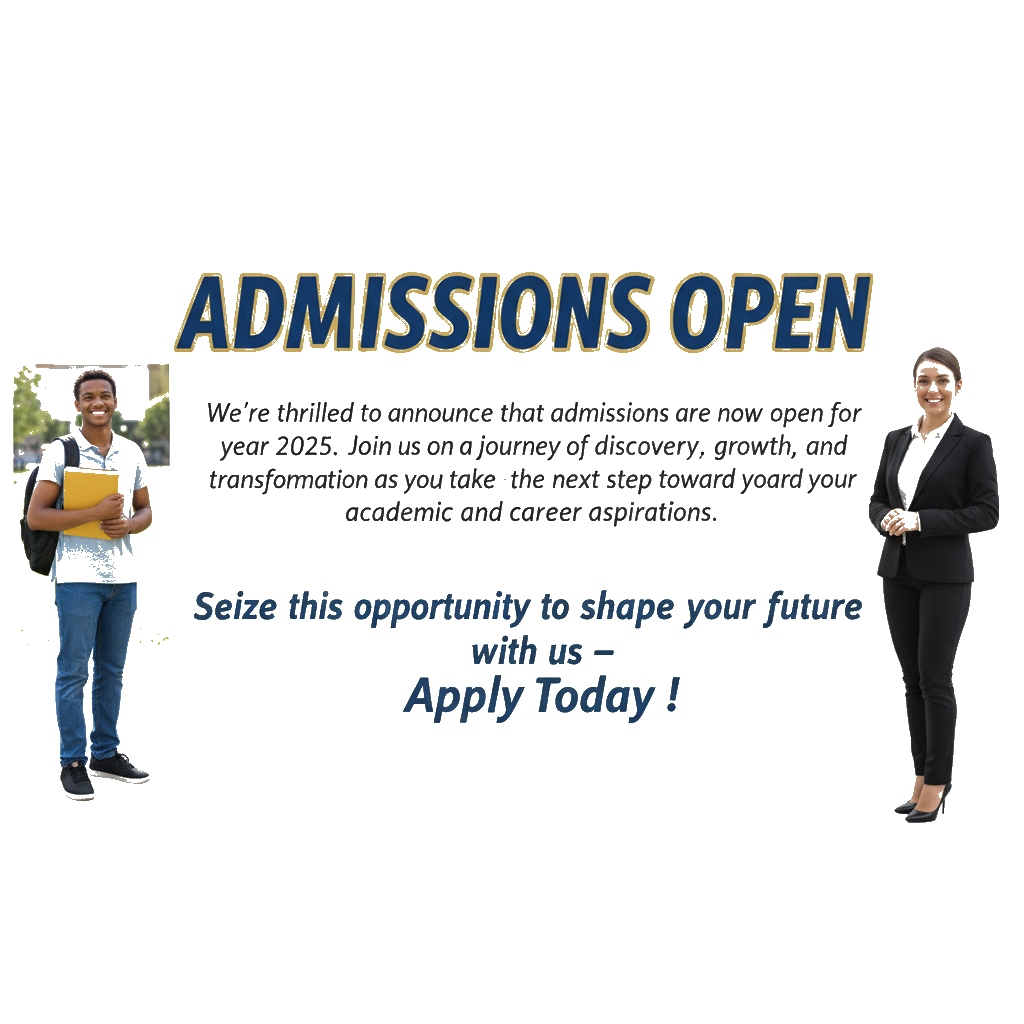 ADMISSIONS OPEN
We're thrilled to announce that admissions are now open for
year 2025. Join us on a journey of discovery, growth, and
transfomation as you take the next step toward yoard your
academic and career aspirations.
Seize this opportunity to shape your future
with us –
Apply Today !